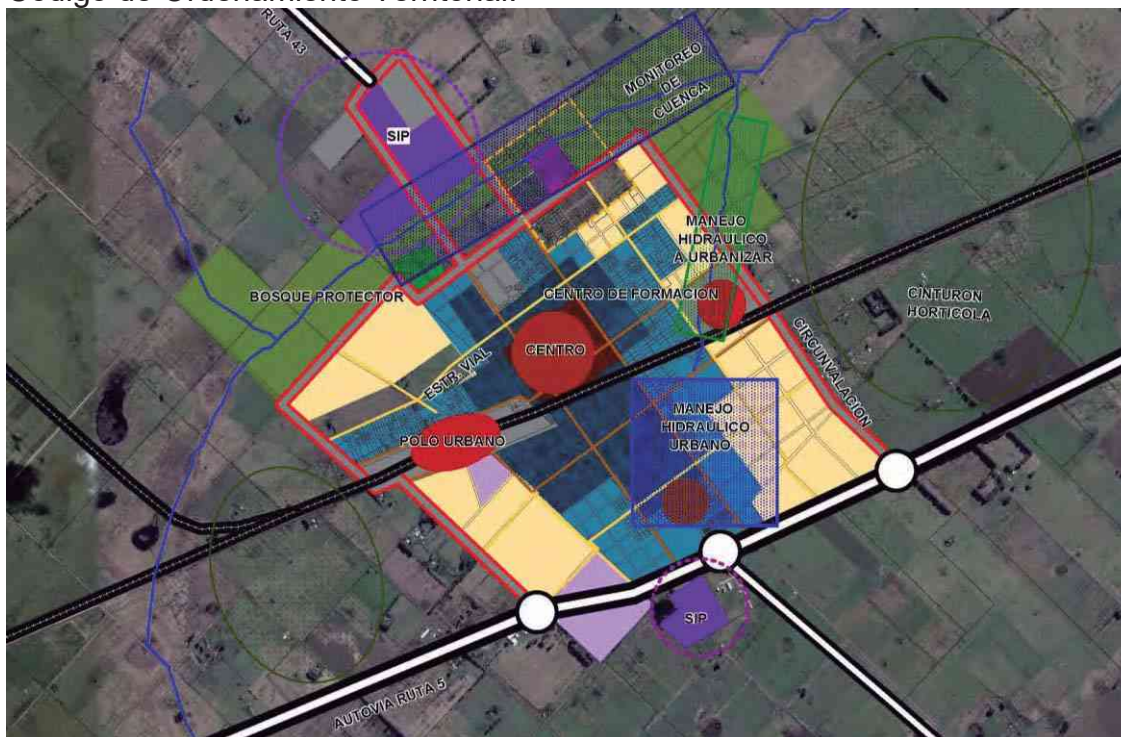 Código de Ordenamiento Territorial.
RUTA 43
SIP
MONITOREO
DE
CUENCA
MANEJO
HIDRAULICO
A URBANIZAR
BOSQUE PROTECTOR
CENTRO DE FORMACION
CINTURON
HORTICOLA
CENTRO
ESTR. VIAL
CIRCUNVALACION
POLO URBANO
MANEJO
HIDRAULICO
URBANO
SIP
AUTOVIA RUTA 5